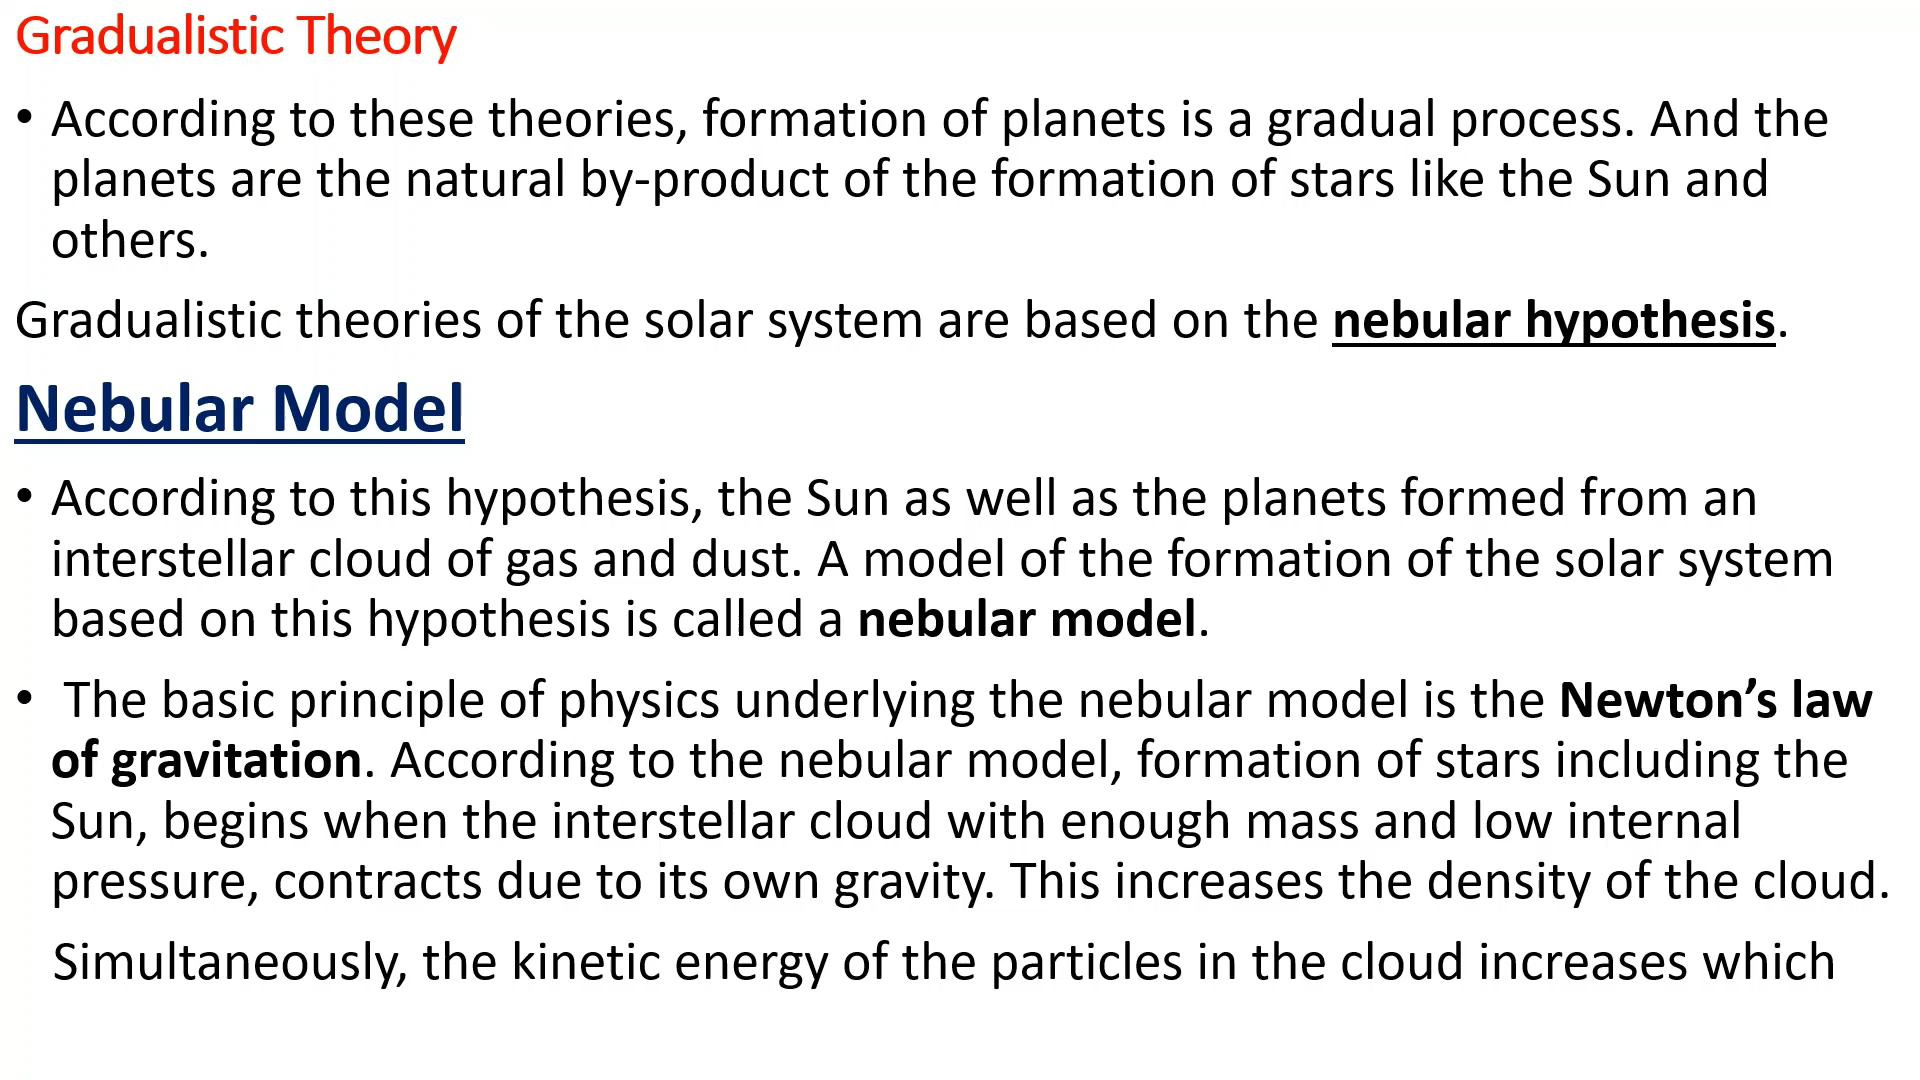 Gradualistic Theory
• According to these theories, formation of planets is a gradual process. And the
planets are the natural by-product of the formation of stars like the Sun and
others.
Gradualistic theories of the solar system are based on the nebular hypothesis.
Nebular Model
• According to this hypothesis, the Sun as well as the planets formed from an
interstellar cloud of gas and dust. A model of the formation of the solar system
based on this hypothesis is called a nebular model.
• The basic principle of physics underlying the nebular model is the Newton’s law
of gravitation. According to the nebular model, formation of stars including the
Sun, begins when the interstellar cloud with enough mass and low internal
pressure, contracts due to its own gravity. This increases the density of the cloud.
Simultaneously, the kinetic energy of the particles in the cloud increases which